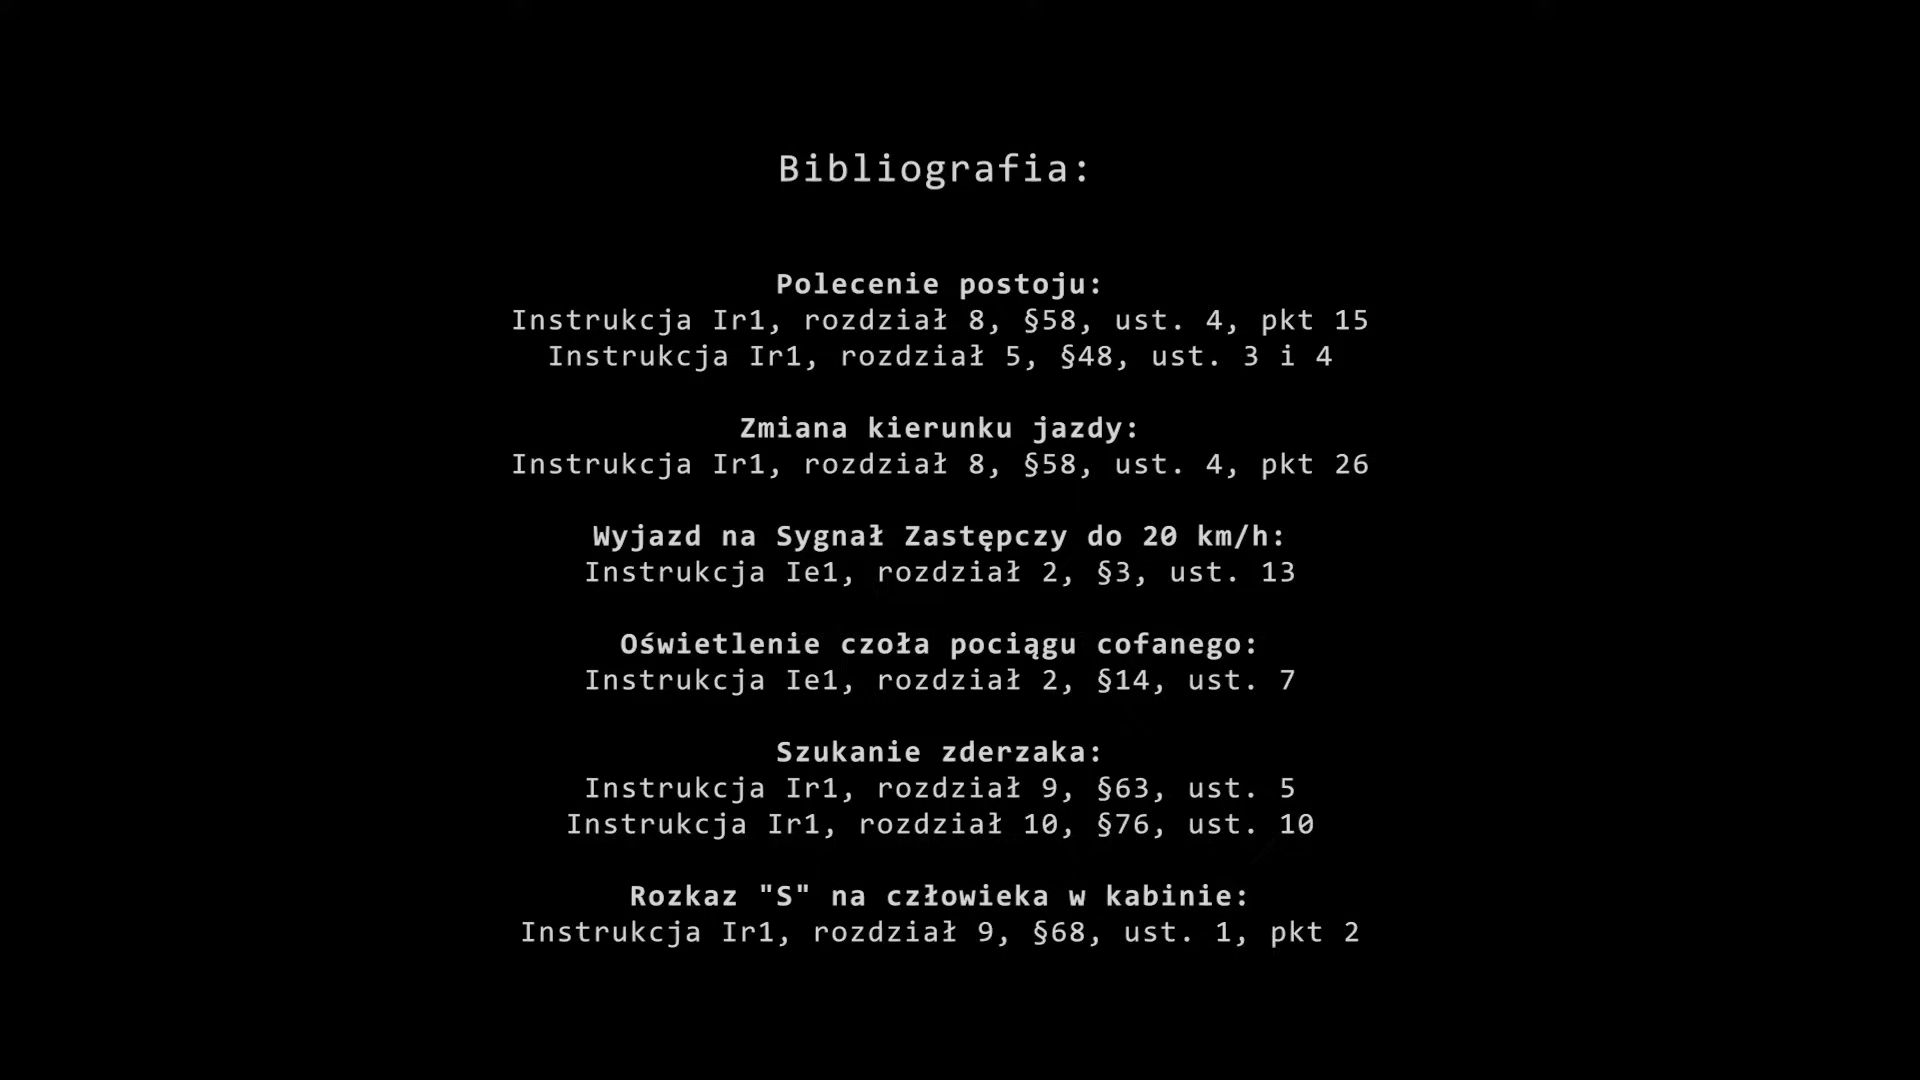 Bibliografia:
Polecenie postoju:
Instrukcja Ir1, rozdział 8, §58, ust. 4, pkt 15
Instrukcja Ir1, rozdział 5, §48, ust. 3 i 4
Zmiana kierunku jazdy:
Instrukcja Ir1, rozdział 8, §58, ust. 4, pkt 26
Wyjazd na Sygnał Zastępczy do 20 km/h:
Instrukcja Ie1, rozdział 2, §3, ust. 13
Oświetlenie czoła pociągu cofanego:
Instrukcja Ie1, rozdział 2, §14, ust. 7
Szukanie zderzaka:
Instrukcja Ir1, rozdział 9, §63, ust. 5
Instrukcja Ir1, rozdział 10, §76, ust. 10
Rozkaz "S" na człowieka w kabinie:
Instrukcja Ir1, rozdział 9, §68, ust. 1, pkt 2